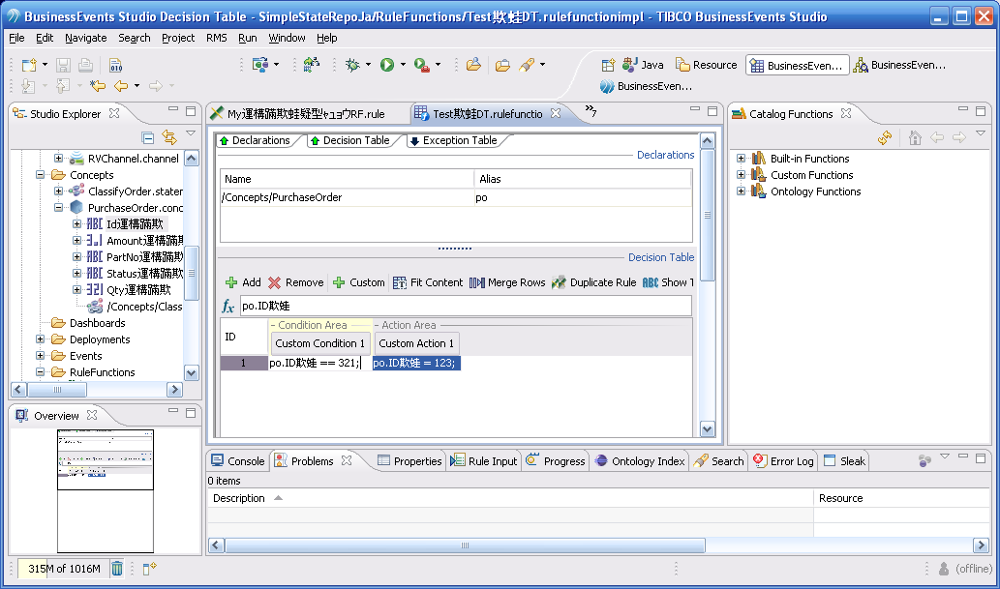 BusinessEvents Studio Decision Table - SimpleStateRepoJa/RuleFunctions/Test欺蛙DT.rulefunctionimpl - TIBCO BusinessEvents Studio
File Edit Navigate Search Project RMS Run Window Help
Java Resource BusinessEven... BusinessEven...
BusinessEven...
Studio Explorer
RVChannel.channel
Concepts
ClassifyOrder.stater
PurchaseOrder.conc
Id運構蹣欺
Amount運構蹣欺
PartNo運構蹣欺
Status運構蹣欺
Qty運構蹣欺
/Concepts/Class
Dashboards
Deployments
Events
RuleFunctions
Overview
My運構蹣欺蛙疑型ｬュョウRF.rule Test欺蛙DT.rulefunctio 7
Declarations Decision Table Exception Table
Declarations
Name Alias
/Concepts/PurchaseOrder po
Decision Table
Add Remove Custom Fit Content Merge Rows Duplicate Rule Show T
fx po.ID欺蛙
ID Condition Area Action Area
Custom Condition 1 Custom Action 1
1 po.ID欺蛙 == 321; po.ID欺蛙 = 123;
Catalog Functions
Built-in Functions
Custom Functions
Ontology Functions
Console Problems Properties Rule Input Progress Ontology Index Search Error Log Sleak
0 items
Description Resource
315M of 1016M (offline)